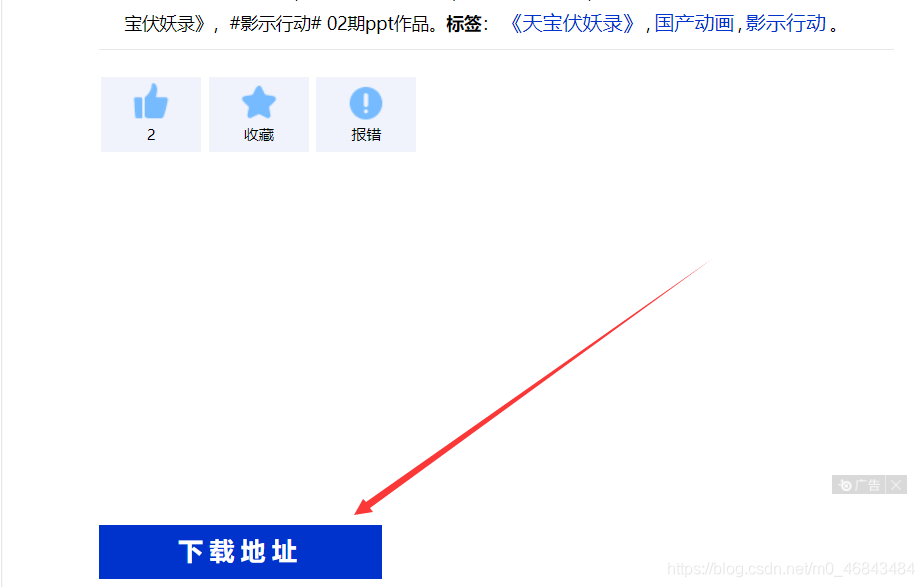 宝伏妖录》，#影示行动# 02期ppt作品。标签： 《天宝伏妖录》 , 国产动画 , 影示行动 。
2 收藏 报错
广告
下载地址
https://blog.csdn.net/m0_46843484